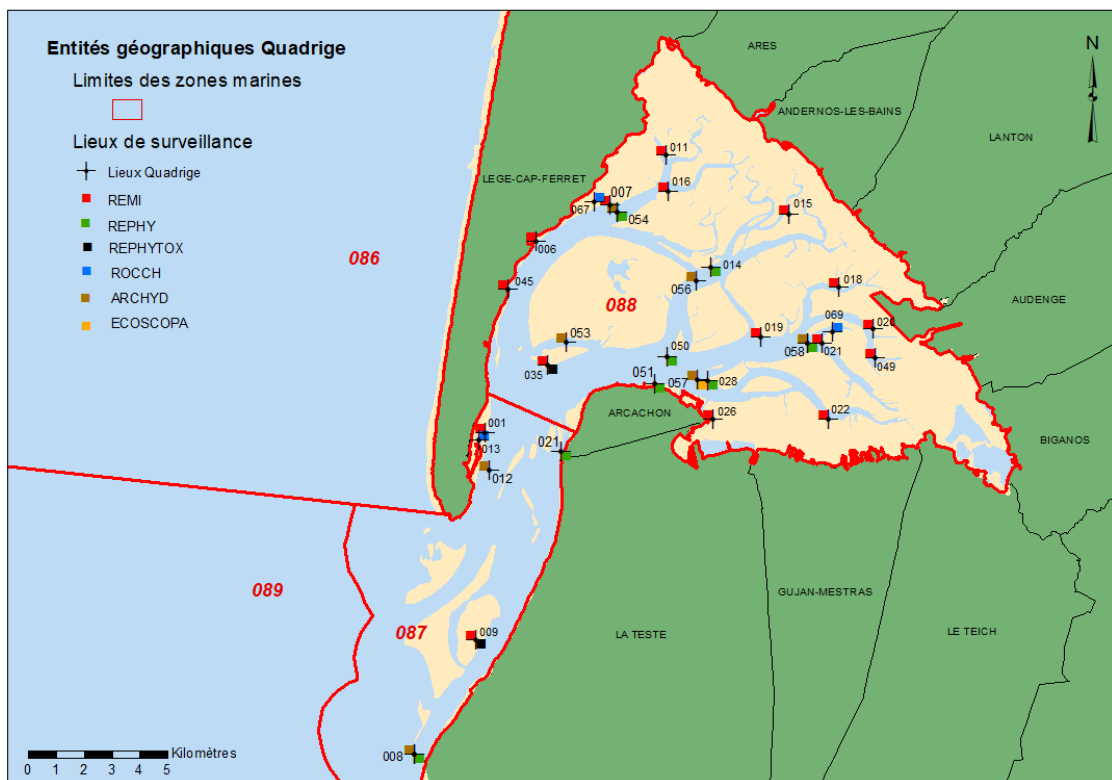 Entités géographiques Quadrige
Limites des zones marines
Lieux de surveillance
Lieux Quadrige
REMI
REPHY
REPHYTOX
ROCCH
ARCHYD
ECOSCOPA
N
ARES
ANDERNOS-LES-BAINS
LANTON
LEGE-CAP-FERRET
AUDENGE
BIGANOS
ARCACHON
GUJAN-MESTRAS
LE TEICH
LA TESTE
086
088
089
087
011
016
007
067
054
015
006
014
056
045
018
053
069
020
019
050
058
021
049
035
051
057
028
026
022
001
013
021
012
009
008
Kilomètres
0 1 2 3 4 5